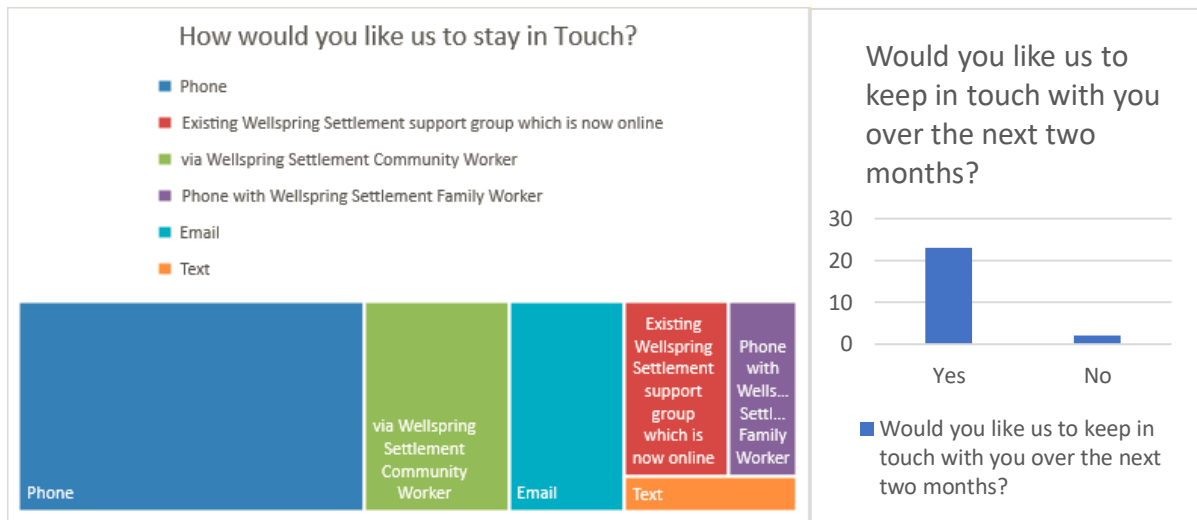 How would you like us to stay in Touch?
Phone
Existing Wellspring Settlement support group which is now online
via Wellspring Settlement Community Worker
Phone with Wellspring Settlement Family Worker
Email
Text
Phone
via Wellspring
Settlement
Community
Worker
Email
Existing
Wellspring
Settlement
support
group
which is
now online
Phone
with
Wells...
Settl...
Family
Worker
Text
Would you like us to
keep in touch with you
over the next two
months?
30
20
10
0
Yes No
Would you like us to keep in
touch with you over the next
two months?